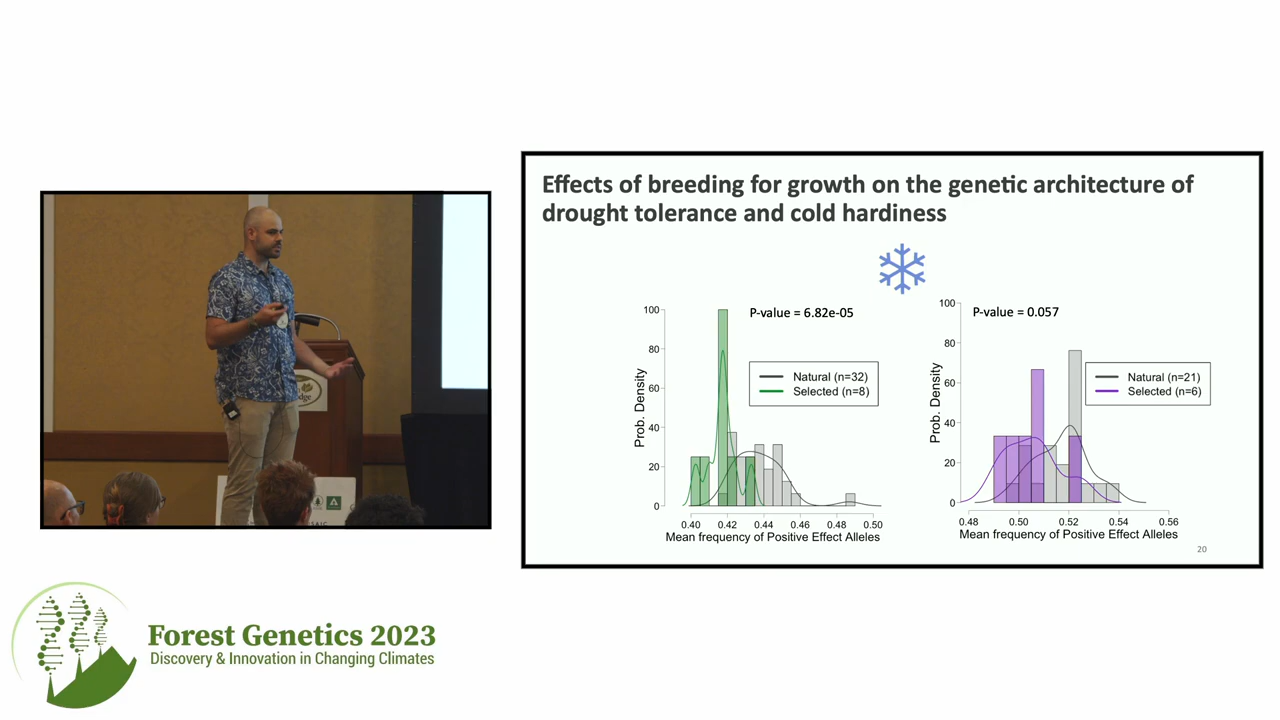 Effects of breeding for growth on the genetic architecture of
drought tolerance and cold hardiness
P-value = 6.82e-05
Natural (n=32)
Selected (n=8)
Prob. Density
100
80
60
40
20
0
0.40 0.42 0.44 0.46 0.48 0.50
Mean frequency of Positive Effect Alleles
P-value = 0.057
Natural (n=21)
Selected (n=6)
Prob. Density
100
80
60
40
20
0
0.48 0.50 0.52 0.54 0.56
Mean frequency of Positive Effect Alleles
20
Forest Genetics 2023
Discovery & Innovation in Changing Climates